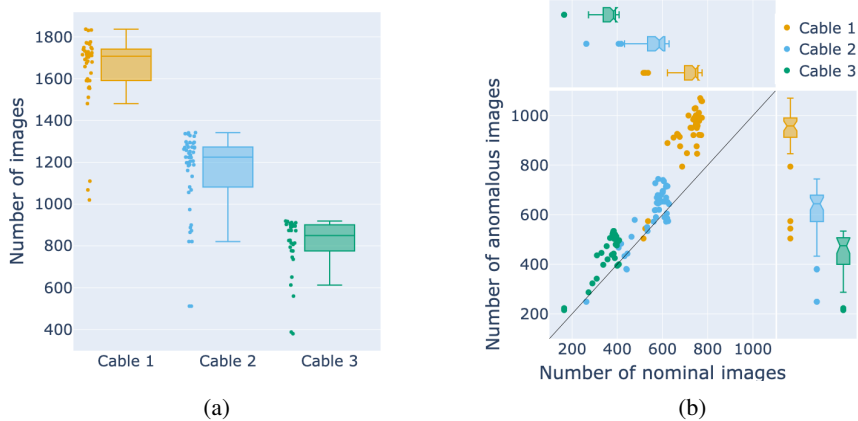 1800
1600
1400
1200
1000
800
600
400
Number of images
Cable 1
Cable 2
Cable 3
(a)
Cable 1
Cable 2
Cable 3
1000
800
600
400
200
Number of anomalous images
200
400
600
800
1000
Number of nominal images
(b)